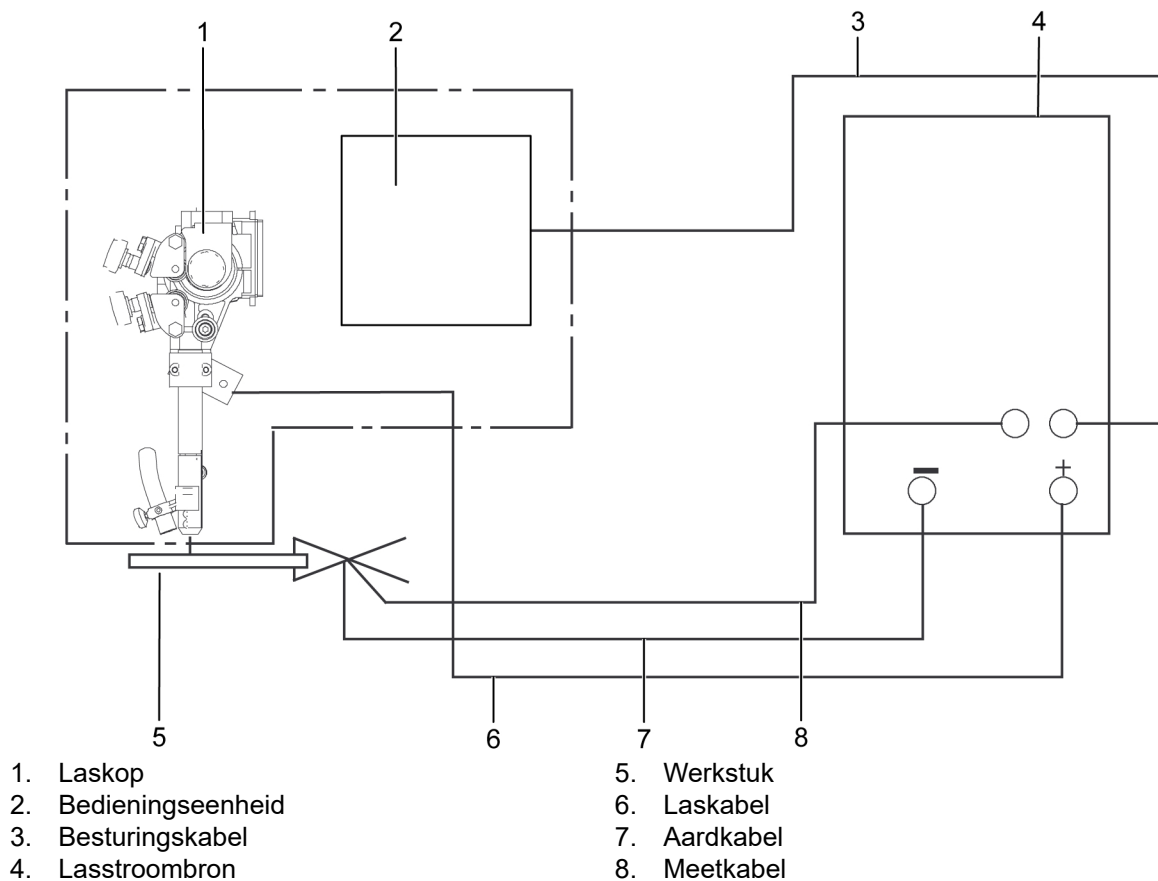 1
2
3
4
+
5
6
7
8
1. Laskop
2. Bedieningseenheid
3. Besturingskabel
4. Lasstroombron
5. Werkstuk
6. Laskabel
7. Aardkabel
8. Meetkabel